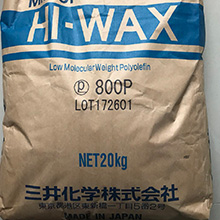 HI-WAX
Low Molecular Weight Polyolefin
Ⓟ 800P
LOT172601
NET20kg
三井化学株式会社
MADE IN JAPAN